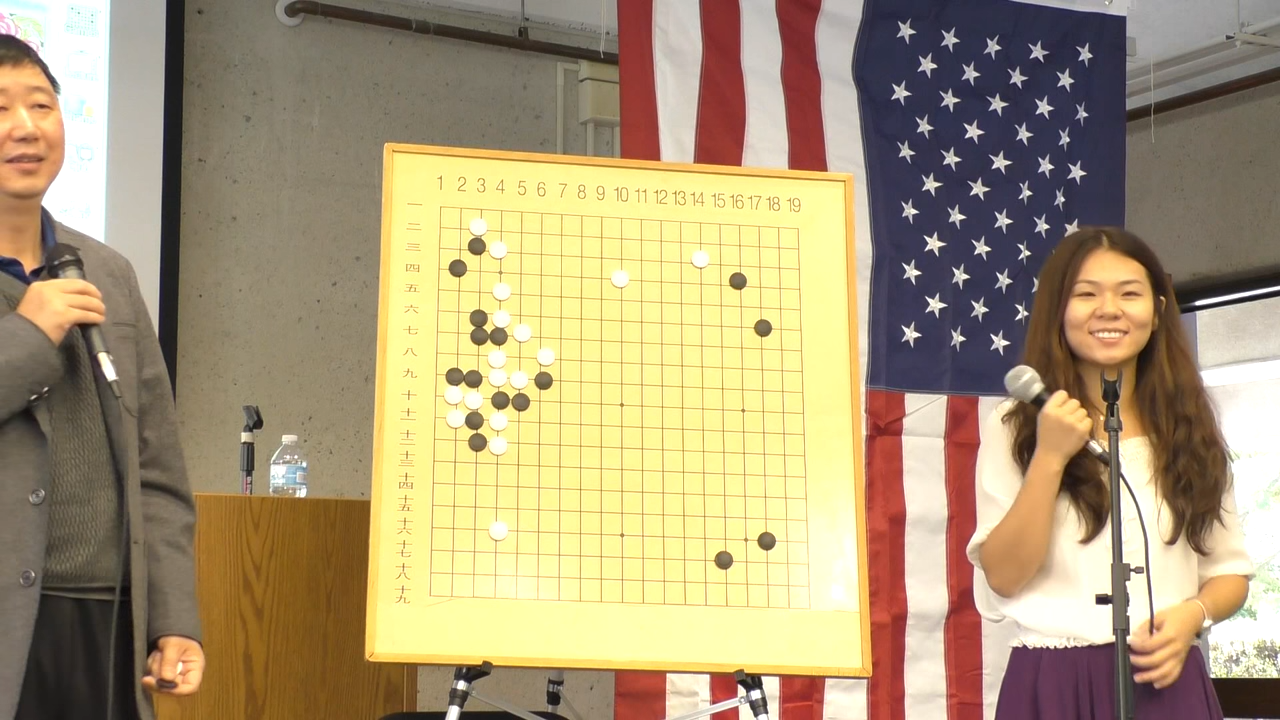 1 2 3 4 5 6 7 8 9 10 11 12 13 14 15 16 17 18 19
一
二
三
四
五
六
七
八
九
十
十一
十二
十三
十四
十五
十六
十七
十八
十九